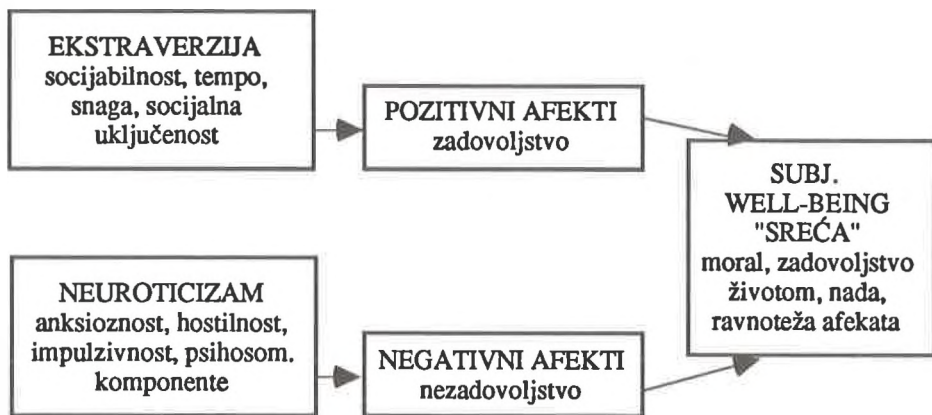 EKSTRAVERZIJA
socijabilnost, tempo,
snaga, socijalna
uključenost
POZITIVNI AFEKTI
zadovoljstvo
SUBJ.
WELL-BEING
"SREĆA"
moral, zadovoljstvo
životom, nada,
ravnoteža afekata
NEUROTICIZAM
anksioznost, hostilnost,
impulzivnost, psihosom.
komponente
NEGATIVNI AFEKTI
nezadovoljstvo